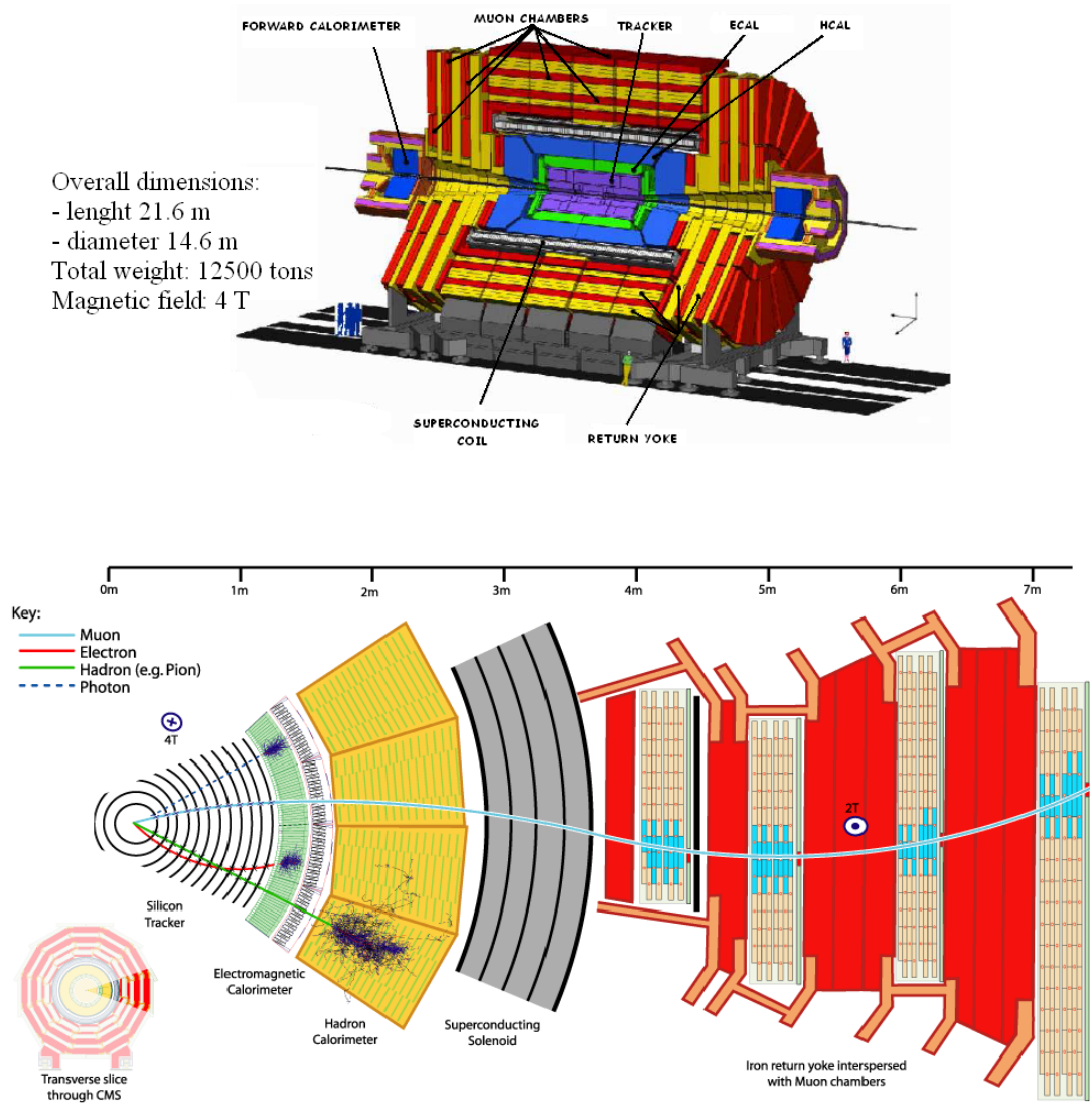 FORWARD CALORIMETER
MUON CHAMBERS
TRACKER
ECAL
HCAL
Overall dimensions:
- lenght 21.6 m
- diameter 14.6 m
Total weight: 12500 tons
Magnetic field: 4 T
SUPERCONDUCTING
COIL
RETURN YOKE
0m 1m 2m 3m 4m 5m 6m 7m
Key:
Muon
Electron
Hadron (e.g. Pion)
Photon
4T
2T
Silicon
Tracker
Electromagnetic
Calorimeter
Hadron
Calorimeter
Superconducting
Solenoid
Iron return yoke interspersed
with Muon chambers
Transverse slice
through CMS